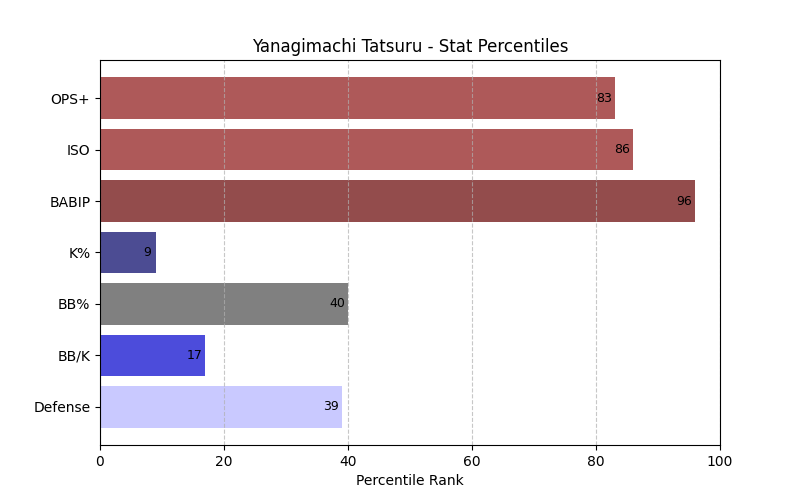 Yanagimachi Tatsuru - Stat Percentiles
OPS+ 83
ISO 86
BABIP 96
K% 9
BB% 40
BB/K 17
Defense 39
0 20 40 60 80 100
Percentile Rank